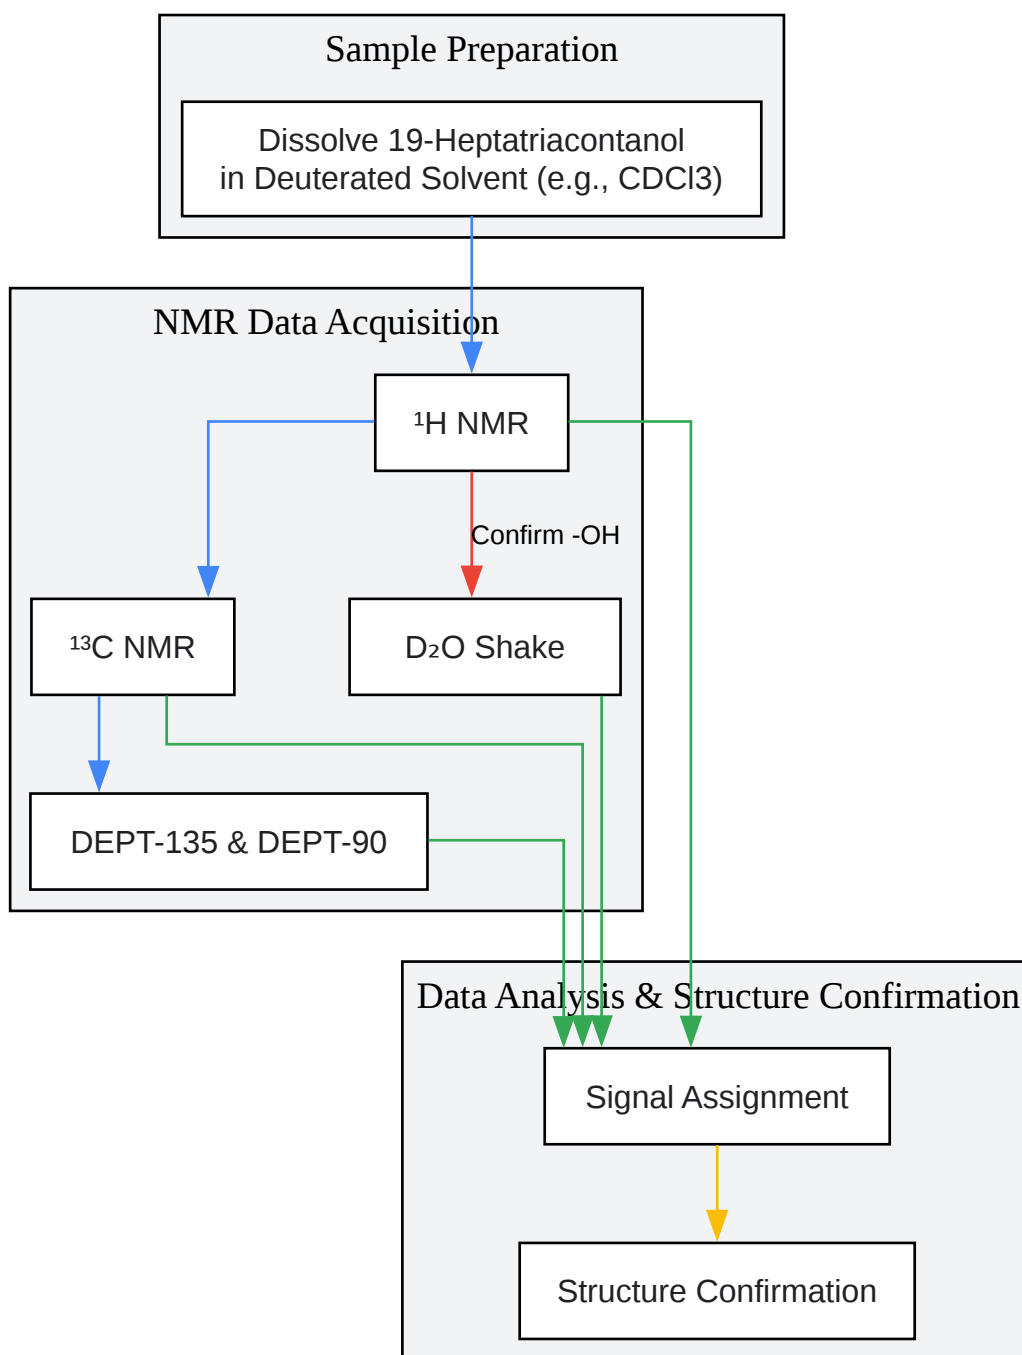 Sample Preparation
Dissolve 19-Heptatriacontanol
in Deuterated Solvent (e.g., CDCl3)
NMR Data Acquisition
¹H NMR
Confirm -OH
¹³C NMR
D₂O Shake
DEPT-135 & DEPT-90
Data Analysis & Structure Confirmation
Signal Assignment
Structure Confirmation